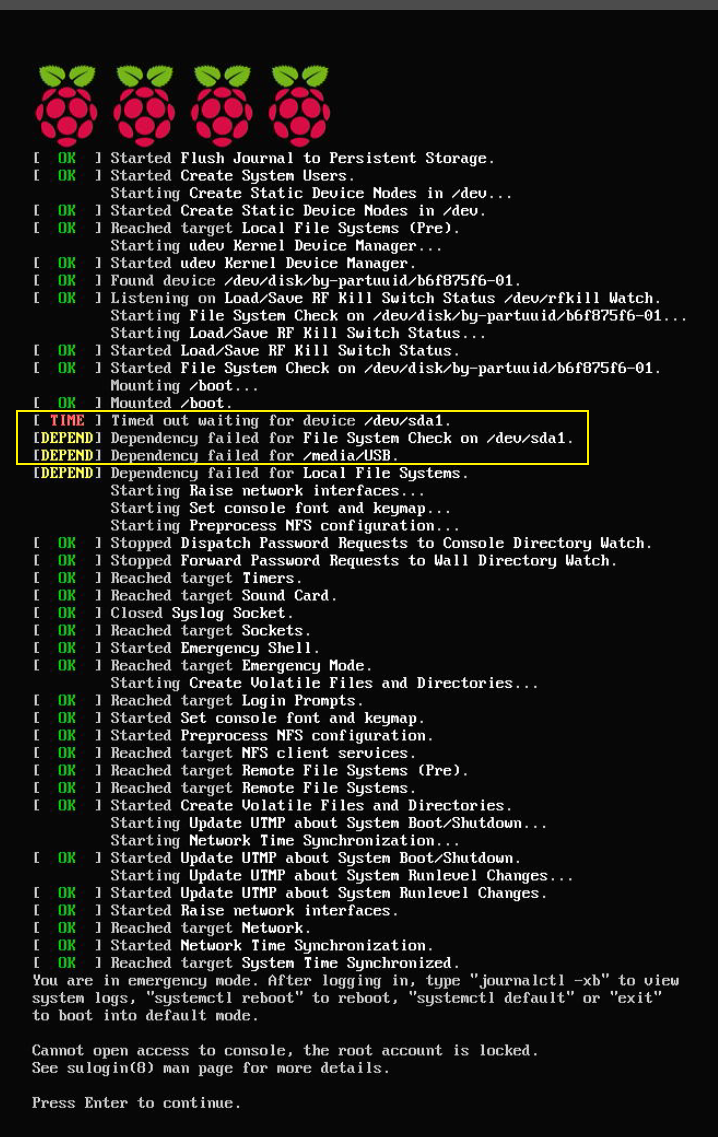 [  OK  ] Started Flush Journal to Persistent Storage.
[  OK  ] Started Create System Users.
Starting Create Static Device Nodes in /dev...
[  OK  ] Started Create Static Device Nodes in /dev.
[  OK  ] Reached target Local File Systems (Pre).
Starting udev Kernel Device Manager...
[  OK  ] Started udev Kernel Device Manager.
[  OK  ] Found device /dev/disk/by-partuuid/b6f875f6-01.
[  OK  ] Listening on Load/Save RF Kill Switch Status /dev/rfkill Watch.
Starting File System Check on /dev/disk/by-partuuid/b6f875f6-01...
Starting Load/Save RF Kill Switch Status...
[  OK  ] Started Load/Save RF Kill Switch Status.
[  OK  ] Started File System Check on /dev/disk/by-partuuid/b6f875f6-01.
Mounting /boot...
[  OK  ] Mounted /boot.
[ TIME ] Timed out waiting for device /dev/sda1.
[DEPEND] Dependency failed for File System Check on /dev/sda1.
[DEPEND] Dependency failed for /media/USB.
[DEPEND] Dependency failed for Local File Systems.
Starting Raise network interfaces...
Starting Set console font and keymap...
Starting Preprocess NFS configuration...
[  OK  ] Stopped Dispatch Password Requests to Console Directory Watch.
[  OK  ] Stopped Forward Password Requests to Wall Directory Watch.
[  OK  ] Reached target Timers.
[  OK  ] Reached target Sound Card.
[  OK  ] Closed Syslog Socket.
[  OK  ] Reached target Sockets.
[  OK  ] Started Emergency Shell.
[  OK  ] Reached target Emergency Mode.
Starting Create Volatile Files and Directories...
[  OK  ] Reached target Login Prompts.
[  OK  ] Started Set console font and keymap.
[  OK  ] Started Preprocess NFS configuration.
[  OK  ] Reached target NFS client services.
[  OK  ] Reached target Remote File Systems (Pre).
[  OK  ] Reached target Remote File Systems.
[  OK  ] Started Create Volatile Files and Directories.
Starting Update UTMP about System Boot/Shutdown...
Starting Network Time Synchronization...
[  OK  ] Started Update UTMP about System Boot/Shutdown.
Starting Update UTMP about System Runlevel Changes...
[  OK  ] Started Update UTMP about System Runlevel Changes.
[  OK  ] Started Raise network interfaces.
[  OK  ] Reached target Network.
[  OK  ] Started Network Time Synchronization.
[  OK  ] Reached target System Time Synchronized.
You are in emergency mode. After logging in, type "journalctl -xb" to view
system logs, "systemctl reboot" to reboot, "systemctl default" or "exit"
to boot into default mode.
Cannot open access to console, the root account is locked.
See sulogin(8) man page for more details.
Press Enter to continue.